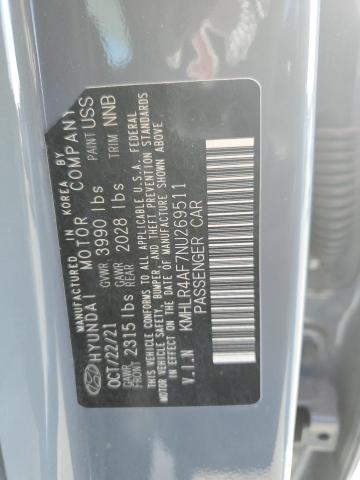 MANUFACTURED IN KOREA BY
HYUNDAI MOTOR COMPANY
OCT/22/21 GAWR 3990 lbs PAINT USS
GAWR FRONT 2315 lbs GAWR REAR 2028 lbs TRIM NNB
THIS VEHICLE CONFORMS TO ALL APPLICABLE U.S.A. FEDERAL
MOTOR VEHICLE SAFETY, BUMPER, AND THEFT PREVENTION STANDARDS
IN EFFECT ON THE DATE OF MANUFACTURE SHOWN ABOVE.
V.I.N KMHLR4AF7NU269511
PASSENGER CAR